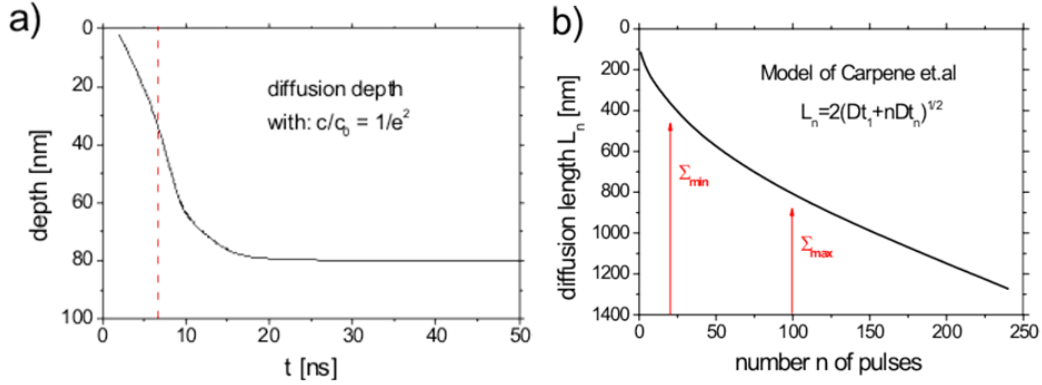 a)
0
20
40
60
80
100
depth [nm]
0
10
20
30
40
50
t [ns]
diffusion depth
with: c/c₀ = 1/e²
b)
0
200
400
600
800
1000
1200
1400
diffusion length Lₙ [nm]
0
50
100
150
200
250
number n of pulses
Model of Carpene et.al
Lₙ=2(Dt₁+nDtₙ)^1/2
Σmin
Σmax